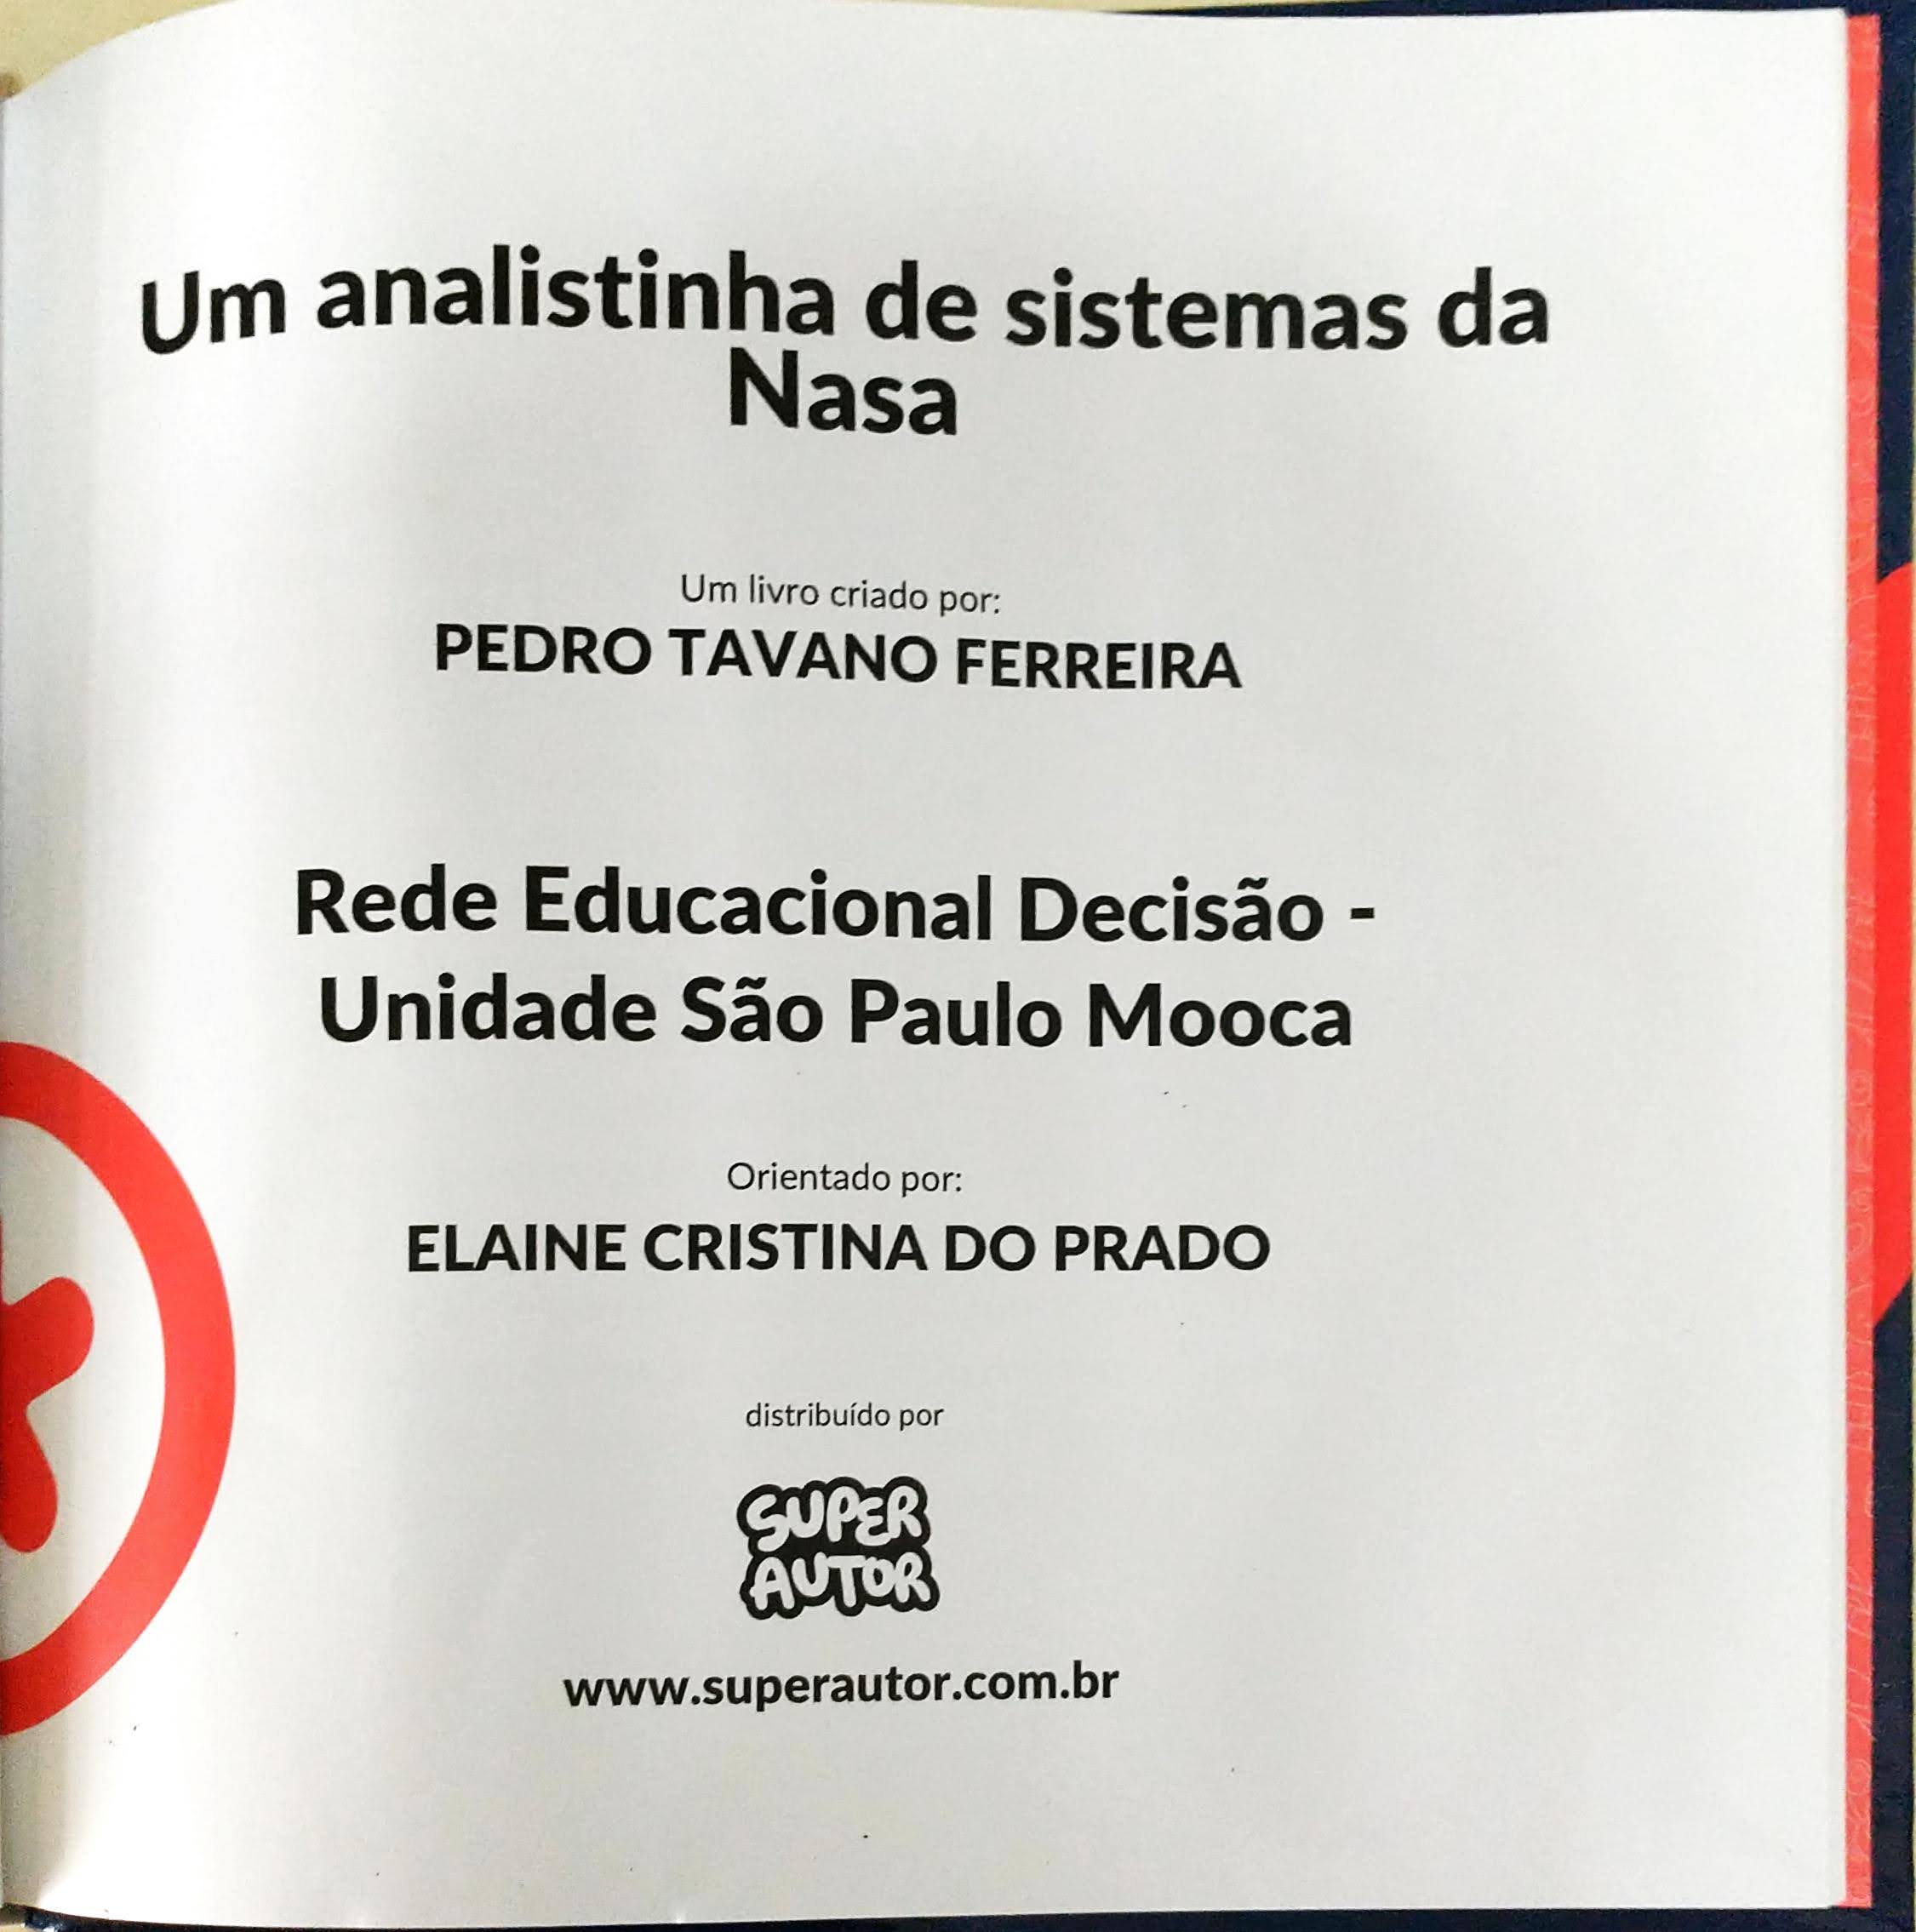 Um analistinha de sistemas da
Nasa
Um livro criado por:
PEDRO TAVANO FERREIRA
Rede Educacional Decisão -
Unidade São Paulo Mooca
Orientado por:
ELAINE CRISTINA DO PRADO
distribuído por
SUPER
AUTOR
www.superautor.com.br